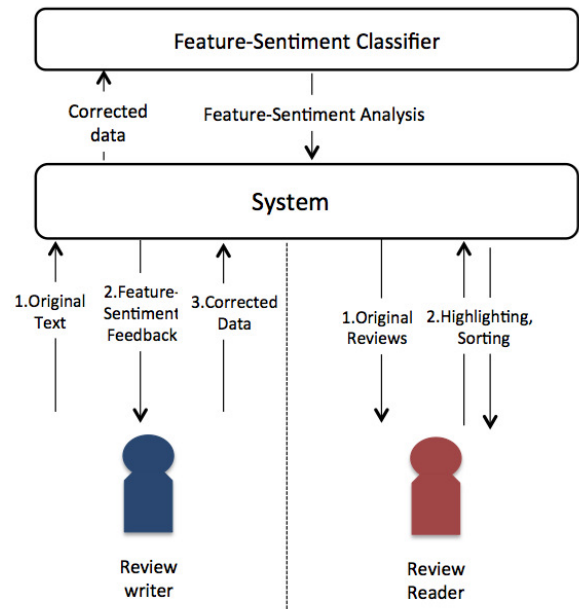 Feature-Sentiment Classifier
Corrected
data
Feature-Sentiment Analysis
System
1.Original
Text
2.Feature-
Sentiment
Feedback
3.Corrected
Data
1.Original
Reviews
2.Highlighting,
Sorting
Review
writer
Review
Reader